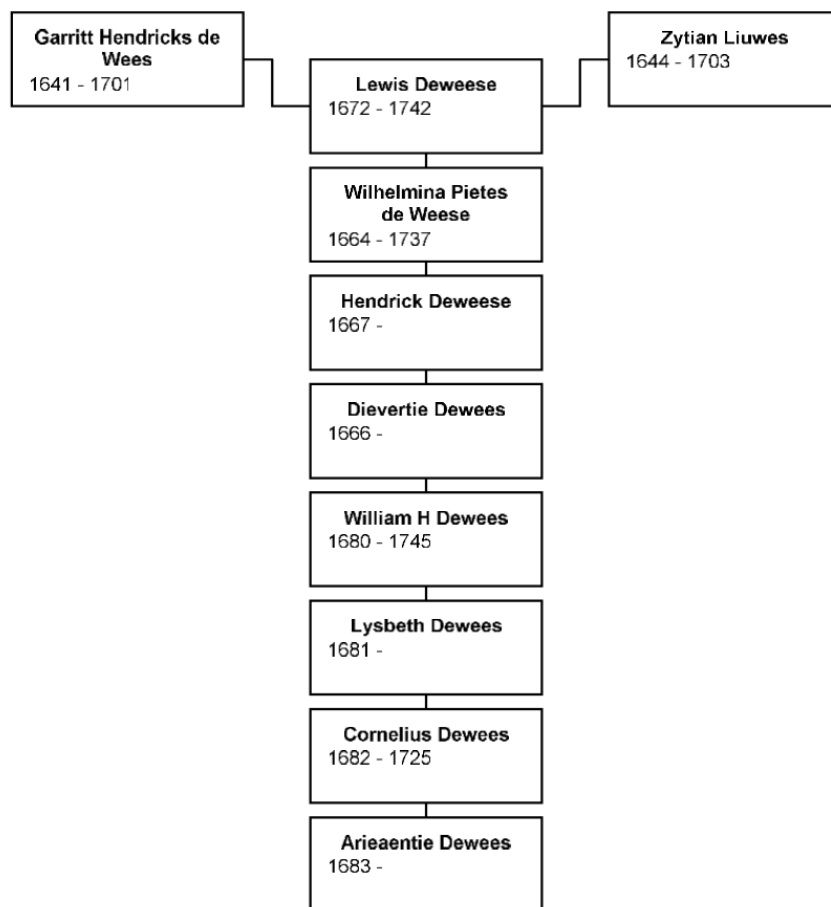 Garritt Hendricks de
Wees
1641 - 1701
Zytian Liuwes
1644 - 1703
Lewis Deweese
1672 - 1742
Wilhelmina Pietes
de Weese
1664 - 1737
Hendrick Deweese
1667 -
Dievertie Dewees
1666 -
William H Dewees
1680 - 1745
Lysbeth Dewees
1681 -
Cornelius Dewees
1682 - 1725
Arieaentie Dewees
1683 -